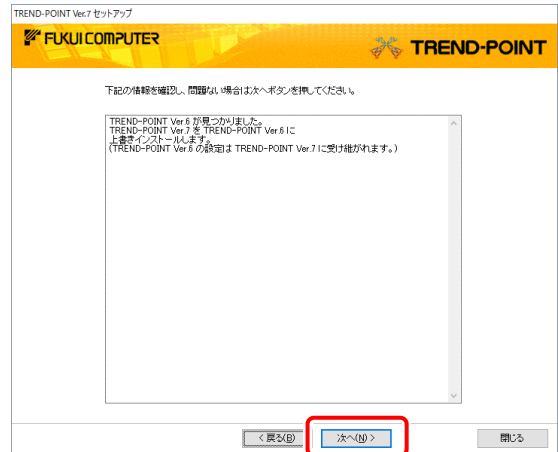 TREND-POINT Ver.7 セットアップ
FUKUI COMPUTER
TREND-POINT
下記の情報を確認し、問題ない場合は次へボタンを押してください。
TREND-POINT Ver.6 が見つかりました。
TREND-POINT Ver.7 を TREND-POINT Ver.6 に
上書きインストールします。
(TREND-POINT Ver.6 の設定は TREND-POINT Ver.7 に受け継がれます。)
< 戻る(B)
次へ(N) >
閉じる